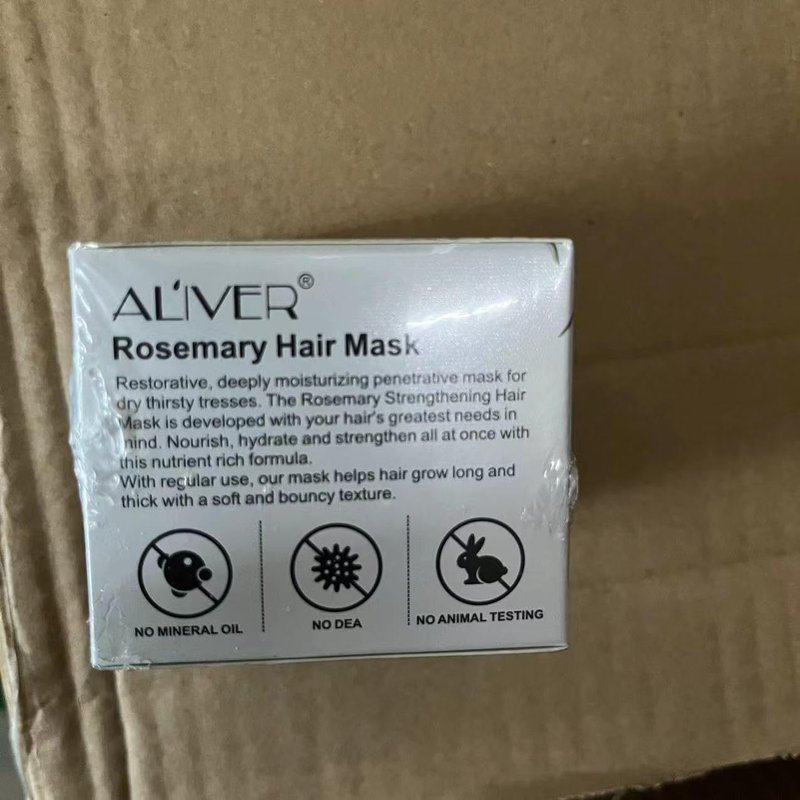 ALIVER®
Rosemary Hair Mask
Restorative, deeply moisturizing penetrative mask for
dry thirsty tresses. The Rosemary Strengthening Hair
Mask is developed with your hair's greatest needs in
mind. Nourish, hydrate and strengthen all at once with
this nutrient rich formula.
With regular use, our mask helps hair grow long and
thick with a soft and bouncy texture.
NO MINERAL OIL
NO DEA
NO ANIMAL TESTING